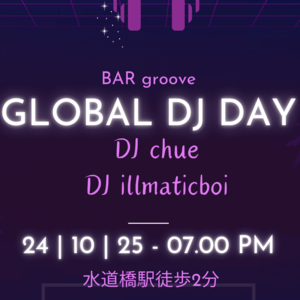 BAR groove
GLOBAL DJ DAY
DJ chue
DJ illmaticboi
24 | 10 | 25 - 07.00 PM
水道橋駅徒歩2分